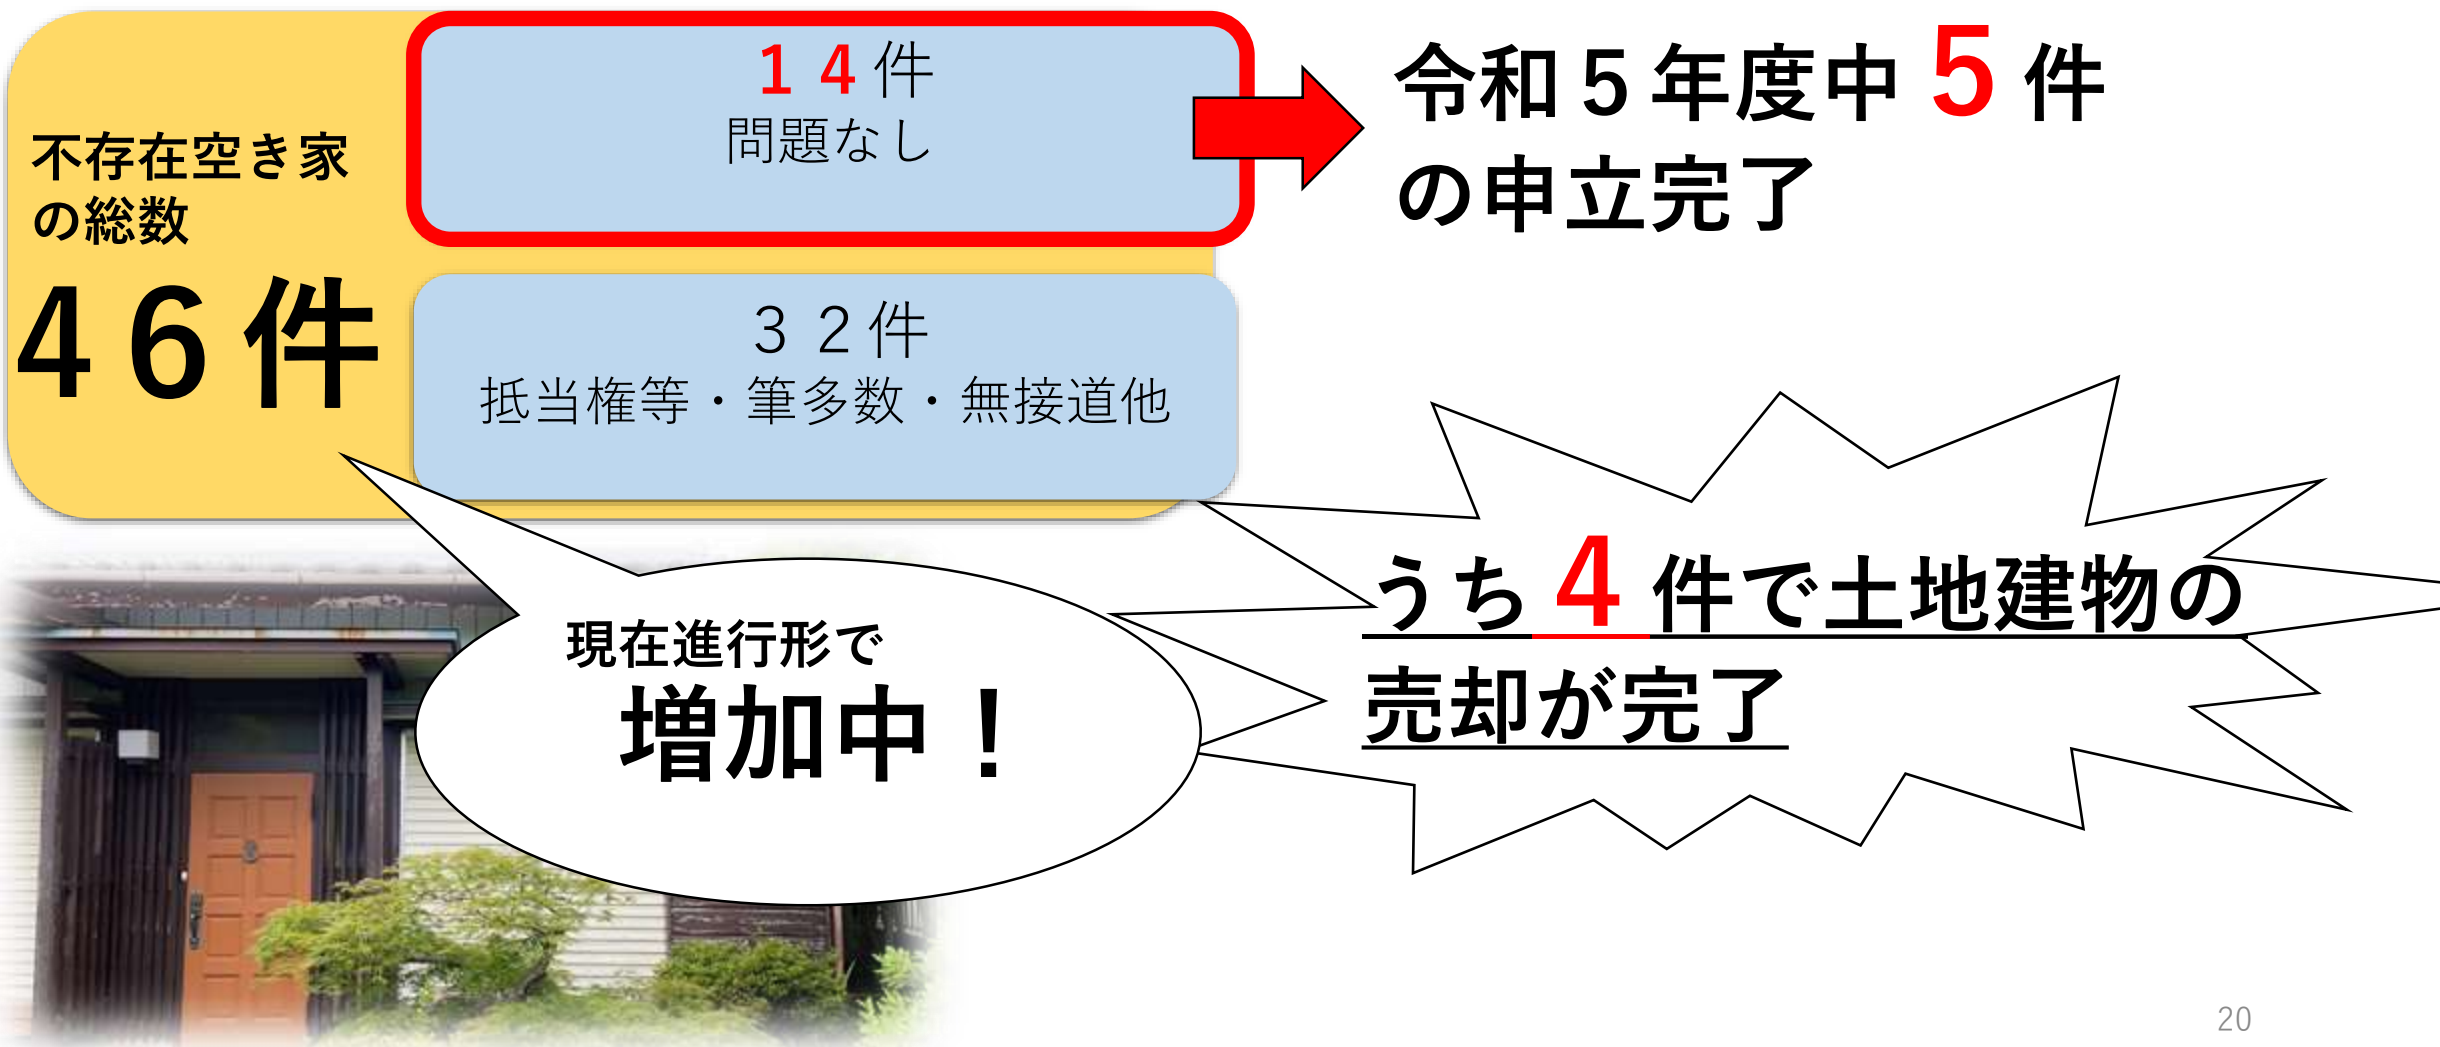 不存在空き家
の総数
４６件
１４件
問題なし
３２件
抵当権等・筆多数・無接道他
令和５年度中５件
の申立完了
現在進行形で
増加中！
うち４件で土地建物の
売却が完了
20